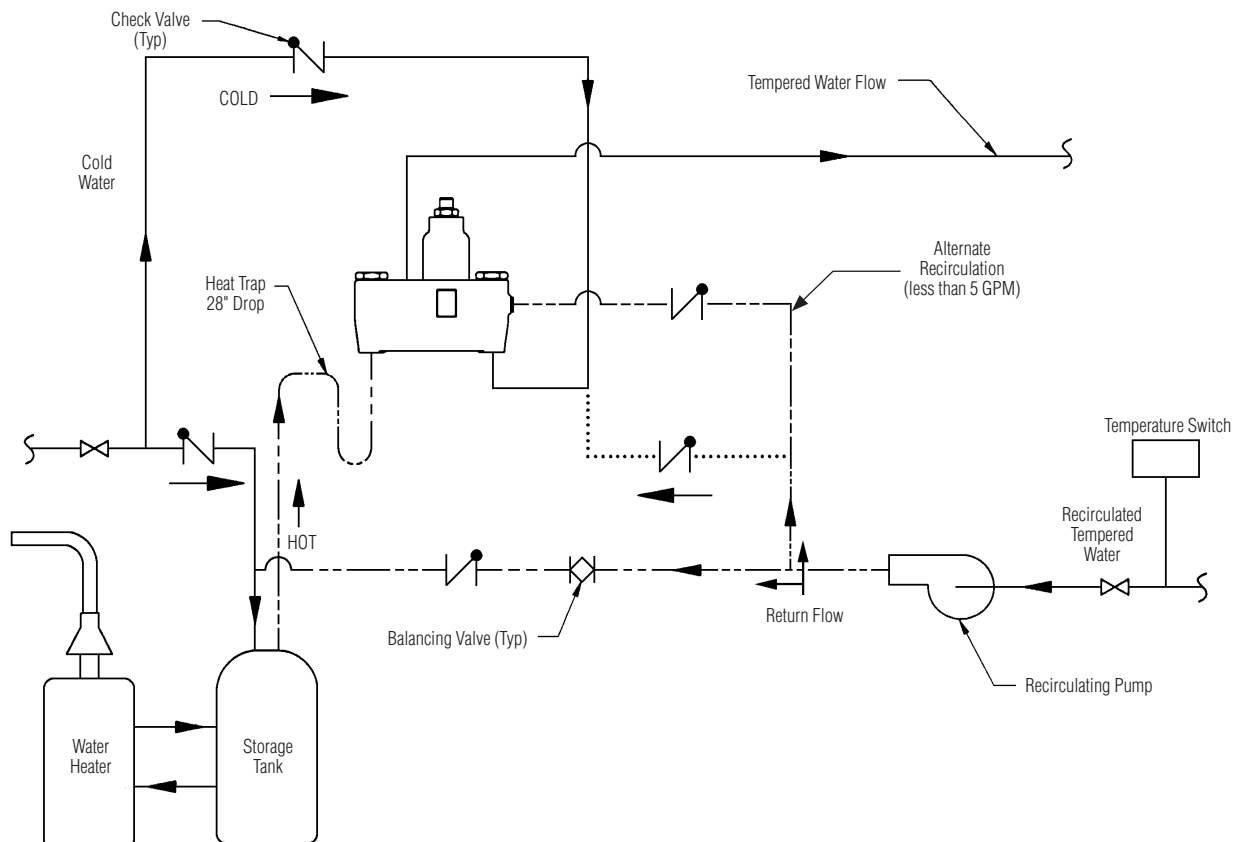 Check Valve
(Typ)
COLD
Tempered Water Flow
Cold
Water
Alternate
Recirculation
(less than 5 GPM)
Heat Trap
28" Drop
Temperature Switch
Recirculated
Tempered
Water
HOT
Return Flow
Balancing Valve (Typ)
Recirculating Pump
Water
Heater
Storage
Tank